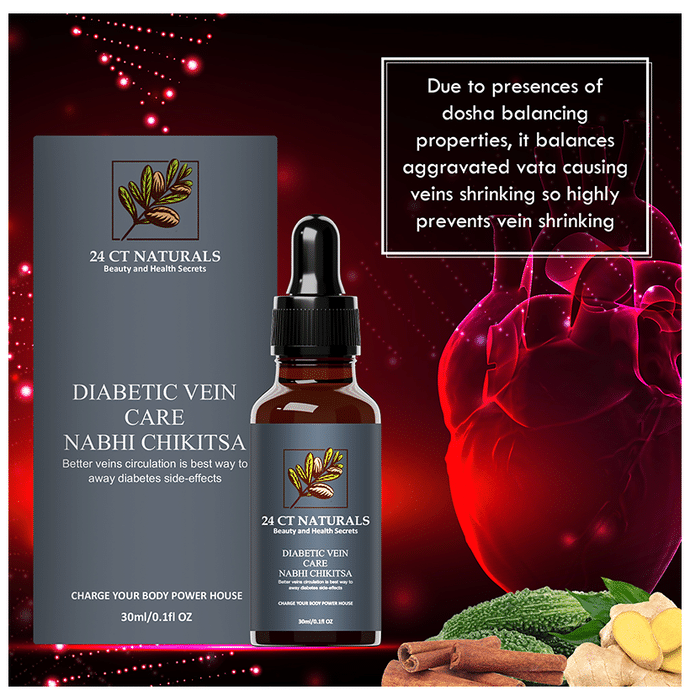 Due to presences of
dosha balancing
properties, it balances
aggravated vata causing
veins shrinking so highly
prevents vein shrinking
24 CT NATURALS
Beauty and Health Secrets
DIABETIC VEIN
CARE
NABHI CHIKITSA
Better veins circulation is best way to
away diabetes side-effects
CHARGE YOUR BODY POWER HOUSE
30ml/0.1fl OZ
24 CT NATURALS
Beauty and Health Secrets
DIABETIC VEIN
CARE
NABHI CHIKITSA
Better veins circulation is best way to
away diabetes side-effects
CHARGE YOUR BODY POWER HOUSE
30ml/0.1fl OZ